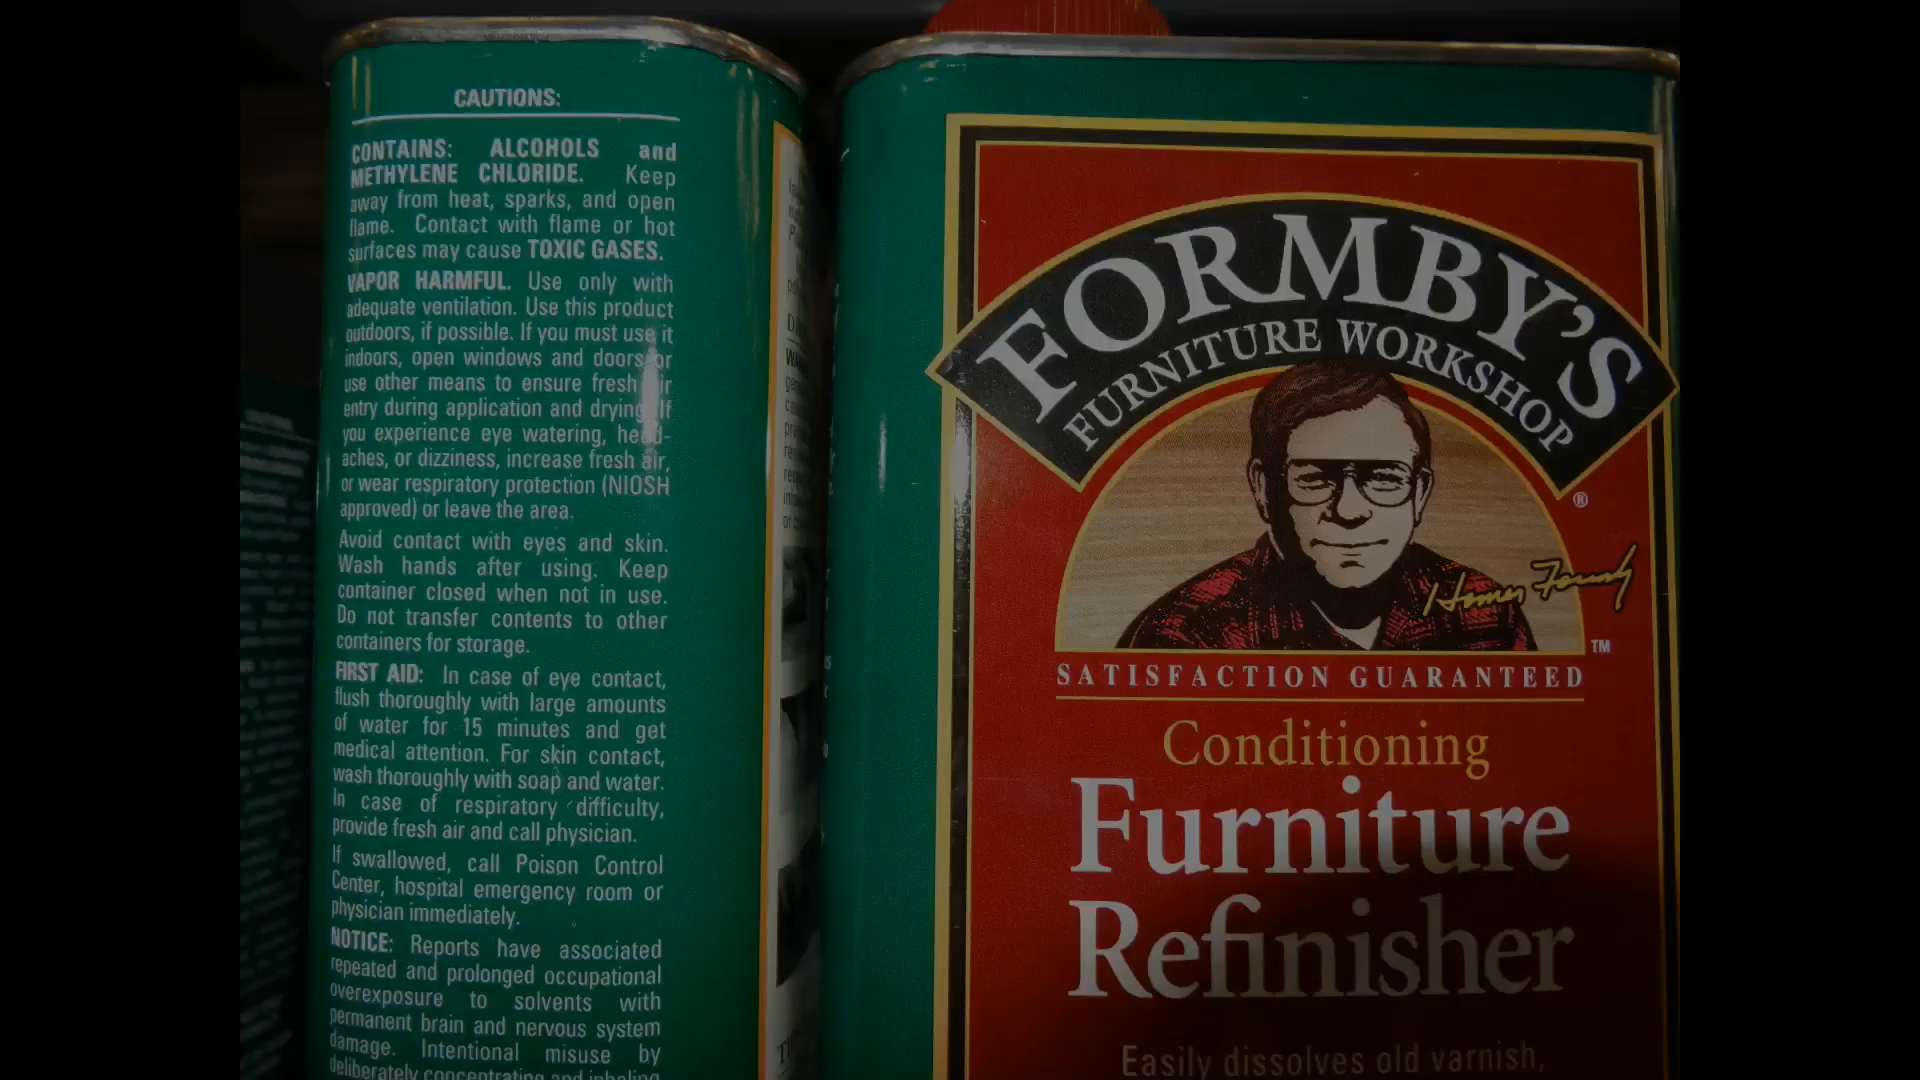 CAUTIONS:
CONTAINS: ALCOHOLS and
METHYLENE CHLORIDE. Keep
away from heat, sparks, and open
flame. Contact with flame or hot
surfaces may cause TOXIC GASES.
VAPOR HARMFUL. Use only with
adequate ventilation. Use this product
outdoors, if possible. If you must use it
indoors, open windows and doors or
use other means to ensure fresh air
entry during application and drying. If
you experience eye watering, head-
aches, or dizziness, increase fresh air,
or wear respiratory protection (NIOSH
approved) or leave the area.
Avoid contact with eyes and skin.
Wash hands after using. Keep
container closed when not in use.
Do not transfer contents to other
containers for storage.
FIRST AID: In case of eye contact,
flush thoroughly with large amounts
of water for 15 minutes and get
medical attention. For skin contact,
wash thoroughly with soap and water.
In case of respiratory difficulty,
provide fresh air and call physician.
If swallowed, call Poison Control
Center, hospital emergency room or
physician immediately.
NOTICE: Reports have associated
repeated and prolonged occupational
overexposure to solvents with
permanent brain and nervous system
damage. Intentional misuse by
deliberately concentrating and inhaling
FORMBY'S
FURNITURE WORKSHOP
®
Homer Formby
TM
SATISFACTION GUARANTEED
Conditioning
Furniture
Refinisher
Easily dissolves old varnish,